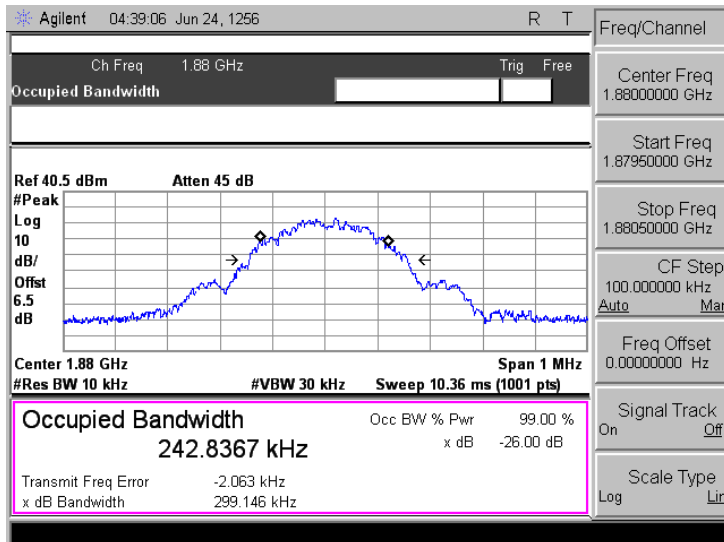 Agilent 04:39:06 Jun 24, 1256 R T
Ch Freq 1.88 GHz Trig Free
Occupied Bandwidth
Ref 40.5 dBm Atten 45 dB
#Peak
Log
10
dB/
Offst
6.5
dB
Center 1.88 GHz Span 1 MHz
#Res BW 10 kHz #VBW 30 kHz Sweep 10.36 ms (1001 pts)
Occupied Bandwidth Occ BW % Pwr 99.00 %
242.8367 kHz x dB -26.00 dB
Transmit Freq Error -2.063 kHz
x dB Bandwidth 299.146 kHz
Freq/Channel
Center Freq
1.88000000 GHz
Start Freq
1.87950000 GHz
Stop Freq
1.88050000 GHz
CF Step
100.000000 kHz
Auto Man
Freq Offset
0.00000000 Hz
Signal Track
On Off
Scale Type
Log Lin